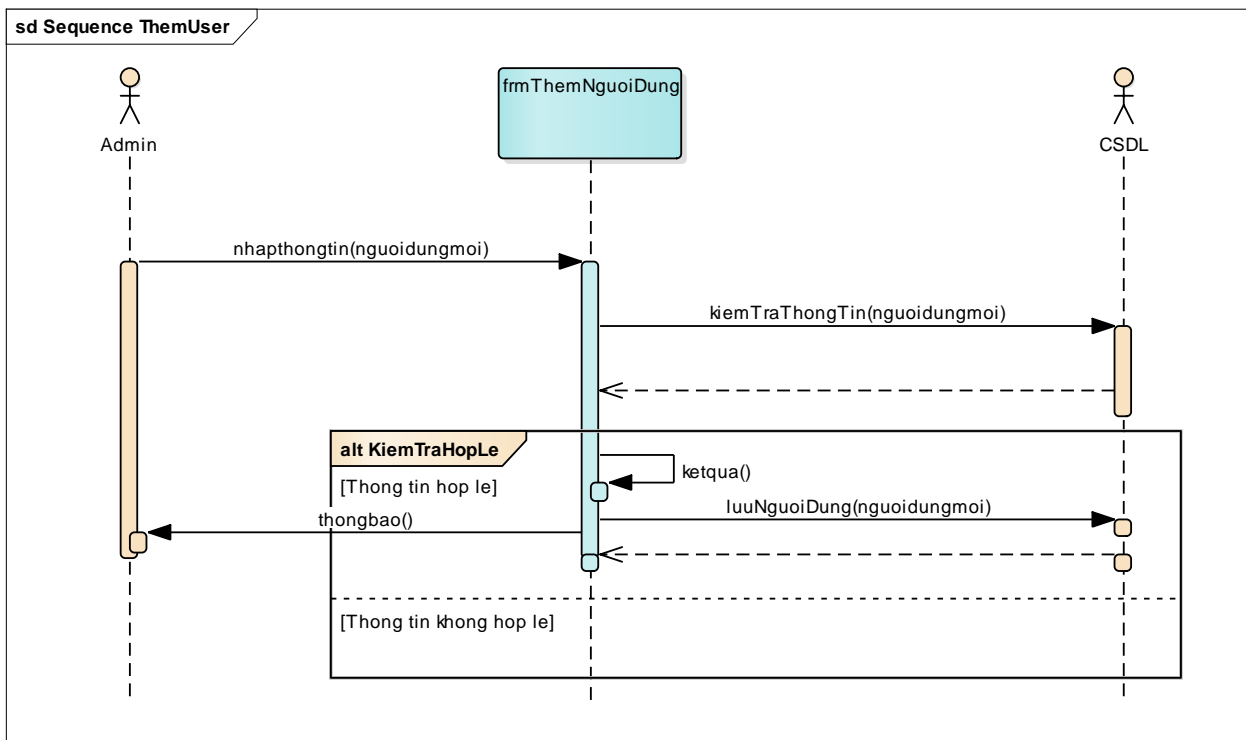 sd Sequence ThemUser
frmThemNguoiDung
Admin
CSDL
nhapthongtin(nguoidungmoi)
kiemTraThongTin(nguoidungmoi)
alt KiemTraHopLe
ketqua()
[Thong tin hop le]
luuNguoiDung(nguoidungmoi)
thongbao()
[Thong tin khong hop le]